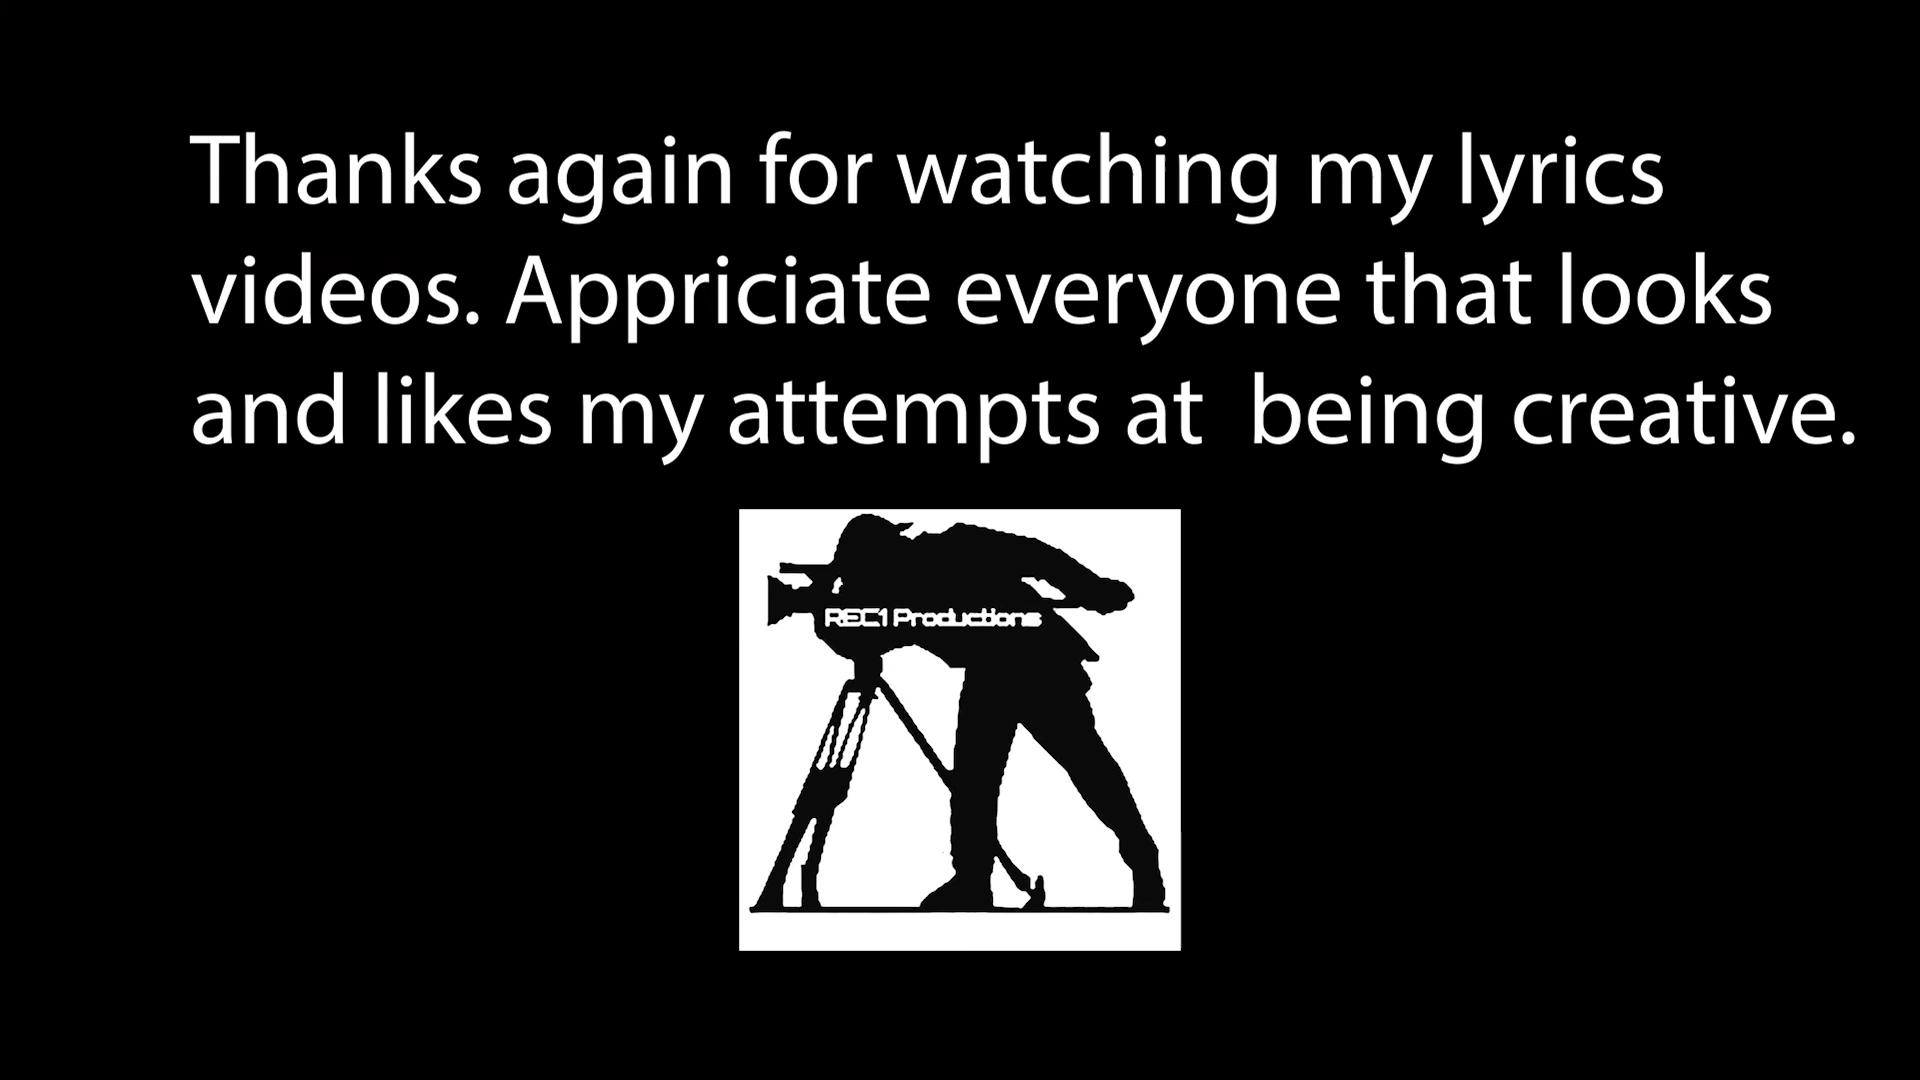 Thanks again for watching my lyrics
videos. Appriciate everyone that looks
and likes my attempts at  being creative.
REC1 Productions